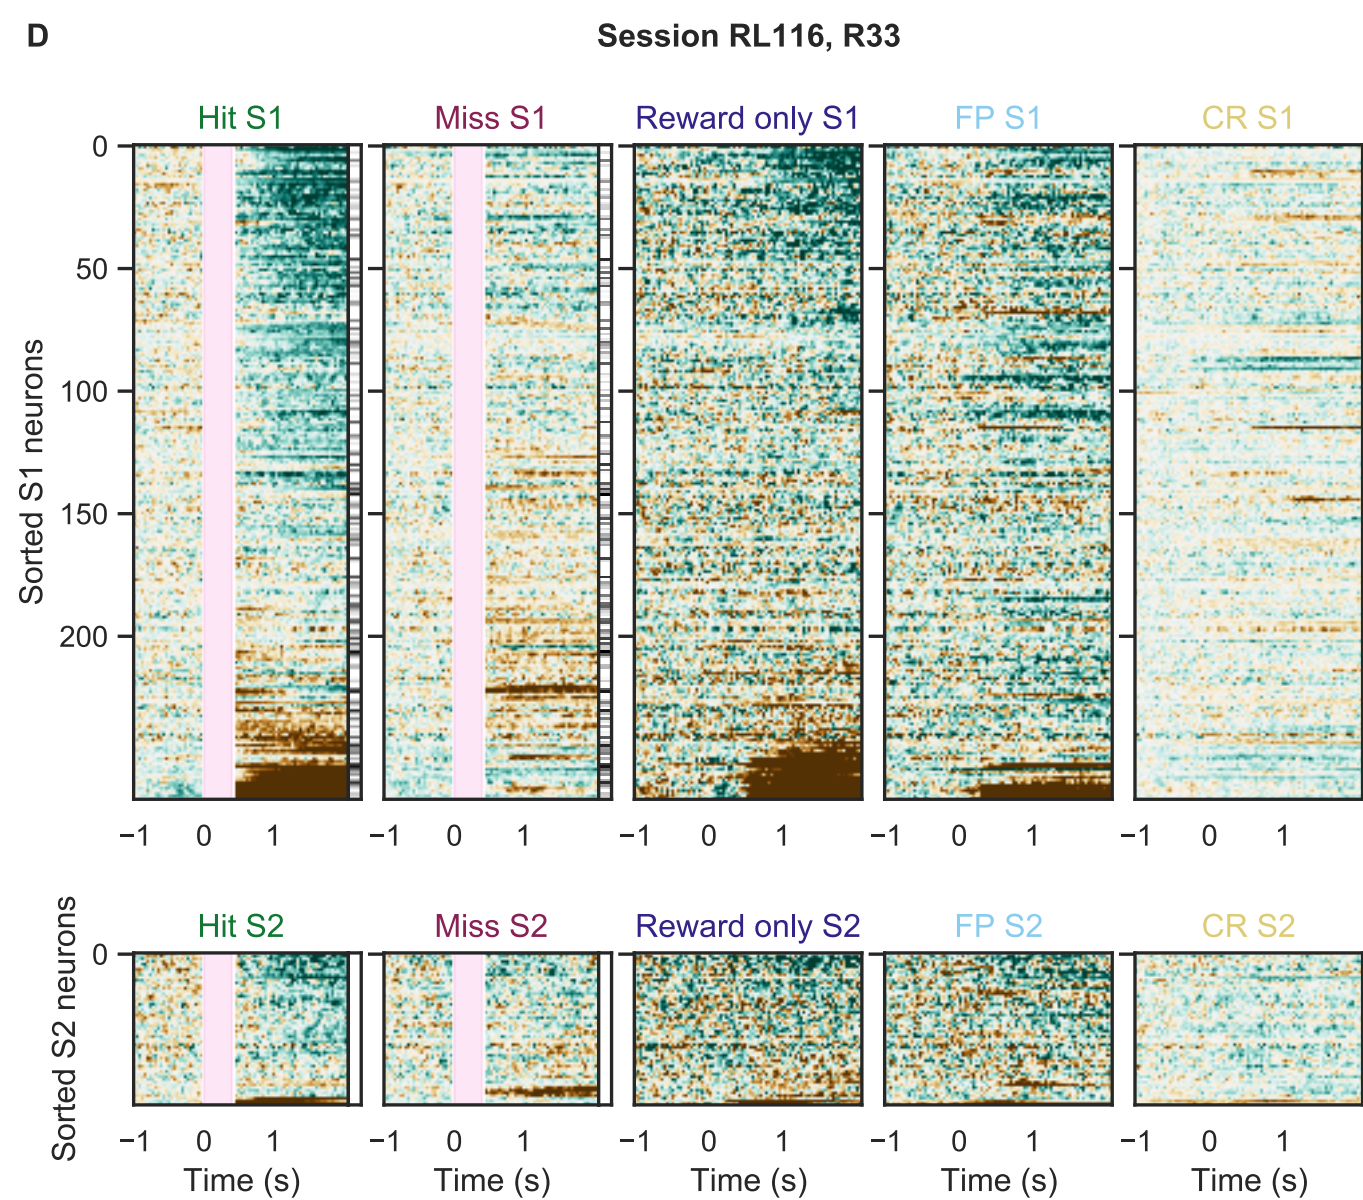 D
Session RL116, R33
Hit S1
Miss S1
Reward only S1
FP S1
CR S1
Sorted S1 neurons
0
50
100
150
200
−1 0 1
−1 0 1
−1 0 1
−1 0 1
−1 0 1
Hit S2
Miss S2
Reward only S2
FP S2
CR S2
Sorted S2 neurons
0
−1 0 1
−1 0 1
−1 0 1
−1 0 1
−1 0 1
Time (s)
Time (s)
Time (s)
Time (s)
Time (s)